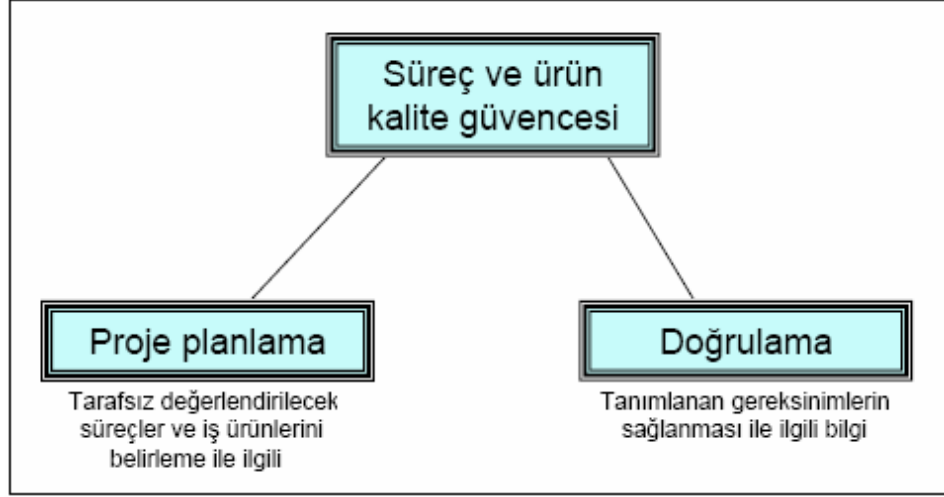 Süreç ve ürün
kalite güvencesi
Proje planlama
Tarafsız değerlendirilecek
süreçler ve iş ürünlerini
belirleme ile ilgili
Doğrulama
Tanımlanan gereksinimlerin
sağlanması ile ilgili bilgi